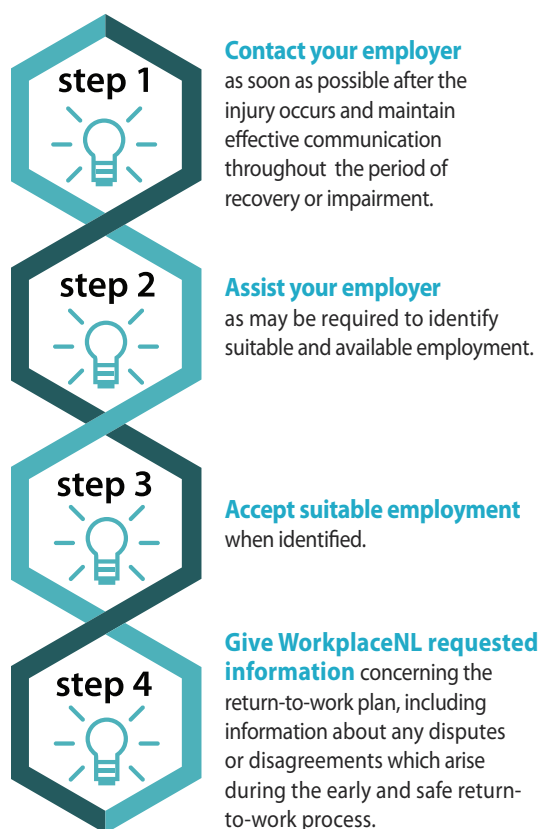 step 1
Contact your employer
as soon as possible after the
injury occurs and maintain
effective communication
throughout the period of
recovery or impairment.
step 2
Assist your employer
as may be required to identify
suitable and available employment.
step 3
Accept suitable employment
when identified.
step 4
Give WorkplaceNL requested
information concerning the
return-to-work plan, including
information about any disputes
or disagreements which arise
during the early and safe return-
to-work process.